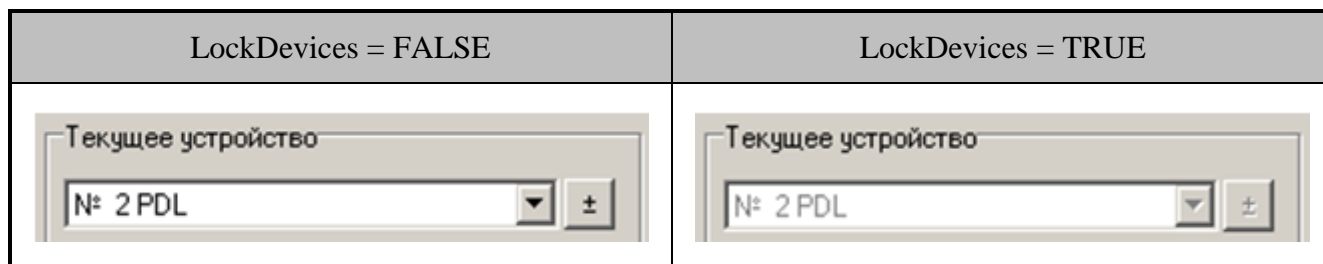 LockDevices = FALSE
LockDevices = TRUE
Текущее устройство
№ 2 PDL
±
Текущее устройство
№ 2 PDL
±